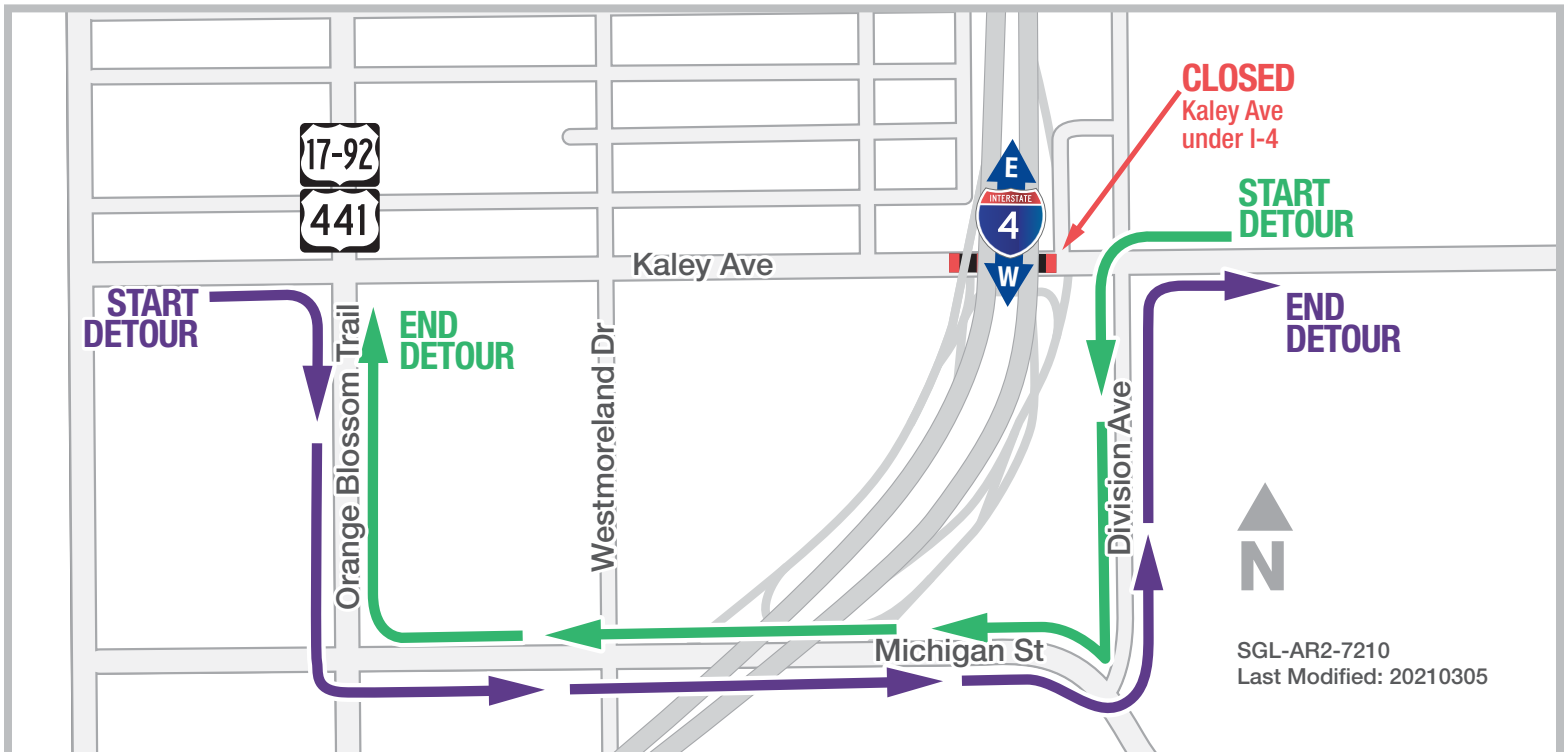 17-92
441
CLOSED
Kaley Ave
under I-4
E
INTERSTATE
4
W
START
DETOUR
Kaley Ave
START
DETOUR
END
DETOUR
END
DETOUR
Orange Blossom Trail
Westmoreland Dr
Division Ave
N
Michigan St
SGL-AR2-7210
Last Modified: 20210305